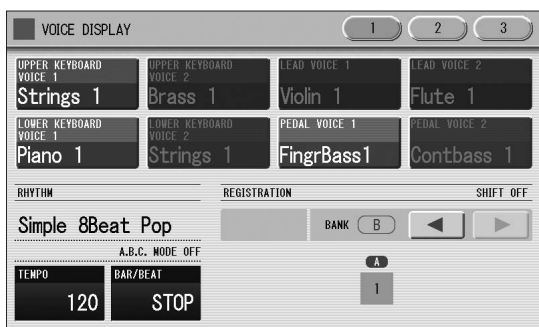 VOICE DISPLAY 1 2 3
UPPER KEYBOARD VOICE 1
Strings 1
UPPER KEYBOARD VOICE 2
Brass 1
LEAD VOICE 1
Violin 1
LEAD VOICE 2
Flute 1
LOWER KEYBOARD VOICE 1
Piano 1
LOWER KEYBOARD VOICE 2
Strings 1
PEDAL VOICE 1
FingrBass1
PEDAL VOICE 2
Contbass 1
RHYTHM
Simple 8Beat Pop
A.B.C. MODE OFF
TEMPO
120
BAR/BEAT
STOP
REGISTRATION SHIFT OFF
BANK B
A
1